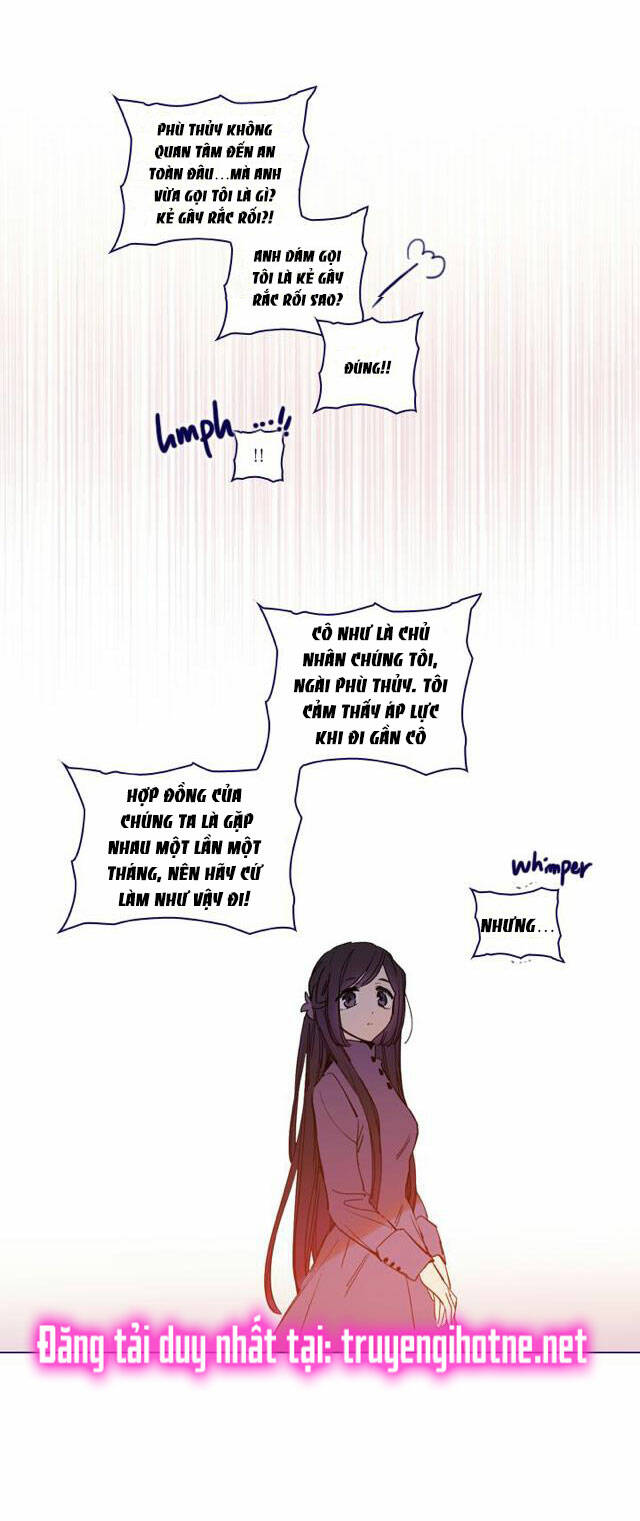 PHÙ THỦY KHÔNG
QUAN TÂM ĐẾN AN
TOÀN ĐÂU...MÀ ANH
VỪA GỌI TÔI LÀ GÌ?
KẺ GÂY RẮC RỐI?!
ANH DÁM GỌI
TÔI LÀ KẺ GÂY
RẮC RỐI SAO?
ĐÚNG!!
hmph ...!!
!!
CÔ NHƯ LÀ CHỦ
NHÂN CHÚNG TÔI,
NGÀI PHÙ THỦY. TÔI
CẢM THẤY ÁP LỰC
KHI ĐI GẦN CÔ
HỢP ĐỒNG CỦA
CHÚNG TA LÀ GẶP
NHAU MỘT LẦN MỘT
THÁNG, NÊN HÃY CỨ
LÀM NHƯ VẬY ĐI!
whimper
NHƯNG...
Đăng tải duy nhất tại: truyengihotne.net